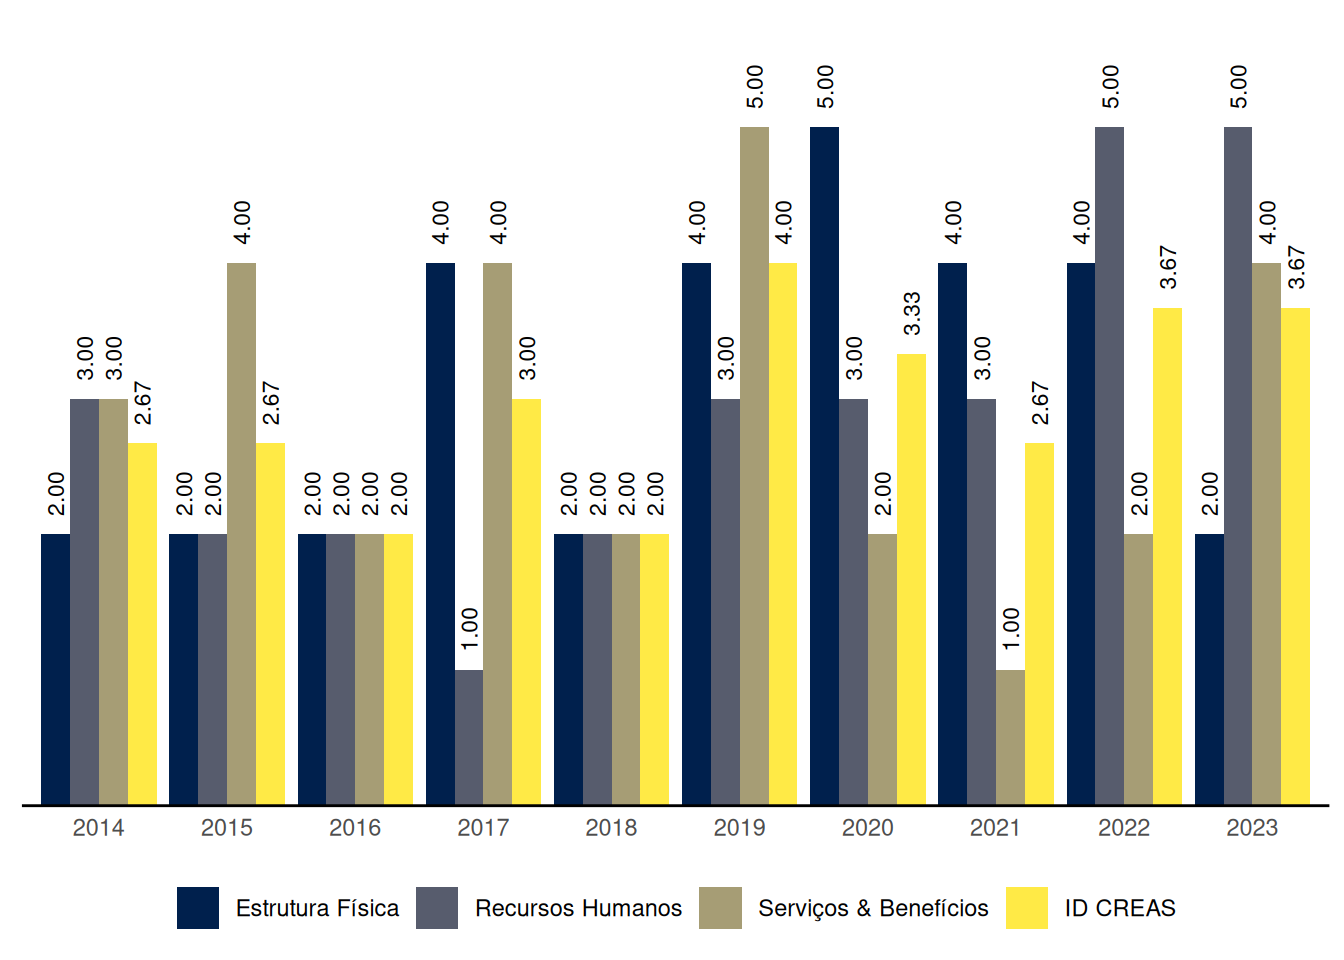 5.00 5.00 5.00 5.00
4.00 4.00 4.00 4.00 4.00 4.00 4.00 4.00
3.67 3.67
3.33
3.00 3.00 3.00 3.00 3.00 3.00
2.67 2.67 2.67
2.00 2.00 2.00 2.00 2.00 2.00 2.00 2.00 2.00 2.00 2.00 2.00 2.00 2.00
1.00 1.00
2014 2015 2016 2017 2018 2019 2020 2021 2022 2023
Estrutura Física Recursos Humanos Serviços & Benefícios ID CREAS